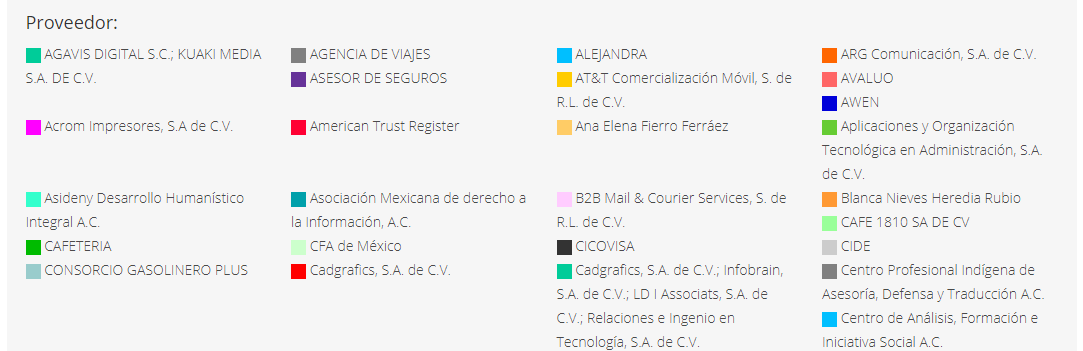 Proveedor:
AGAVIS DIGITAL S.C.; KUAKI MEDIA
S.A. DE C.V.
AGENCIA DE VIAJES
ASESOR DE SEGUROS
ALEJANDRA
AT&T Comercialización Móvil, S. de
R.L. de C.V.
ARG Comunicación, S.A. de C.V.
AVALUO
AWEN
Acrom Impresores, S.A de C.V.
American Trust Register
Ana Elena Fierro Ferráez
Aplicaciones y Organización
Tecnológica en Administración, S.A.
de C.V.
Asideny Desarrollo Humanístico
Integral A.C.
Asociación Mexicana de derecho a
la Información, A.C.
B2B Mail & Courier Services, S. de
R.L. de C.V.
Blanca Nieves Heredia Rubio
CAFE 1810 SA DE CV
CAFETERIA
CFA de México
CICOVISA
CIDE
CONSORCIO GASOLINERO PLUS
Cadgrafics, S.A. de C.V.
Cadgrafics, S.A. de C.V.; Infobrain,
S.A. de C.V.; LD I Associats, S.A. de
C.V.; Relaciones e Ingenio en
Tecnología, S.A. de C.V.
Centro Profesional Indígena de
Asesoría, Defensa y Traducción A.C.
Centro de Análisis, Formación e
Iniciativa Social A.C.